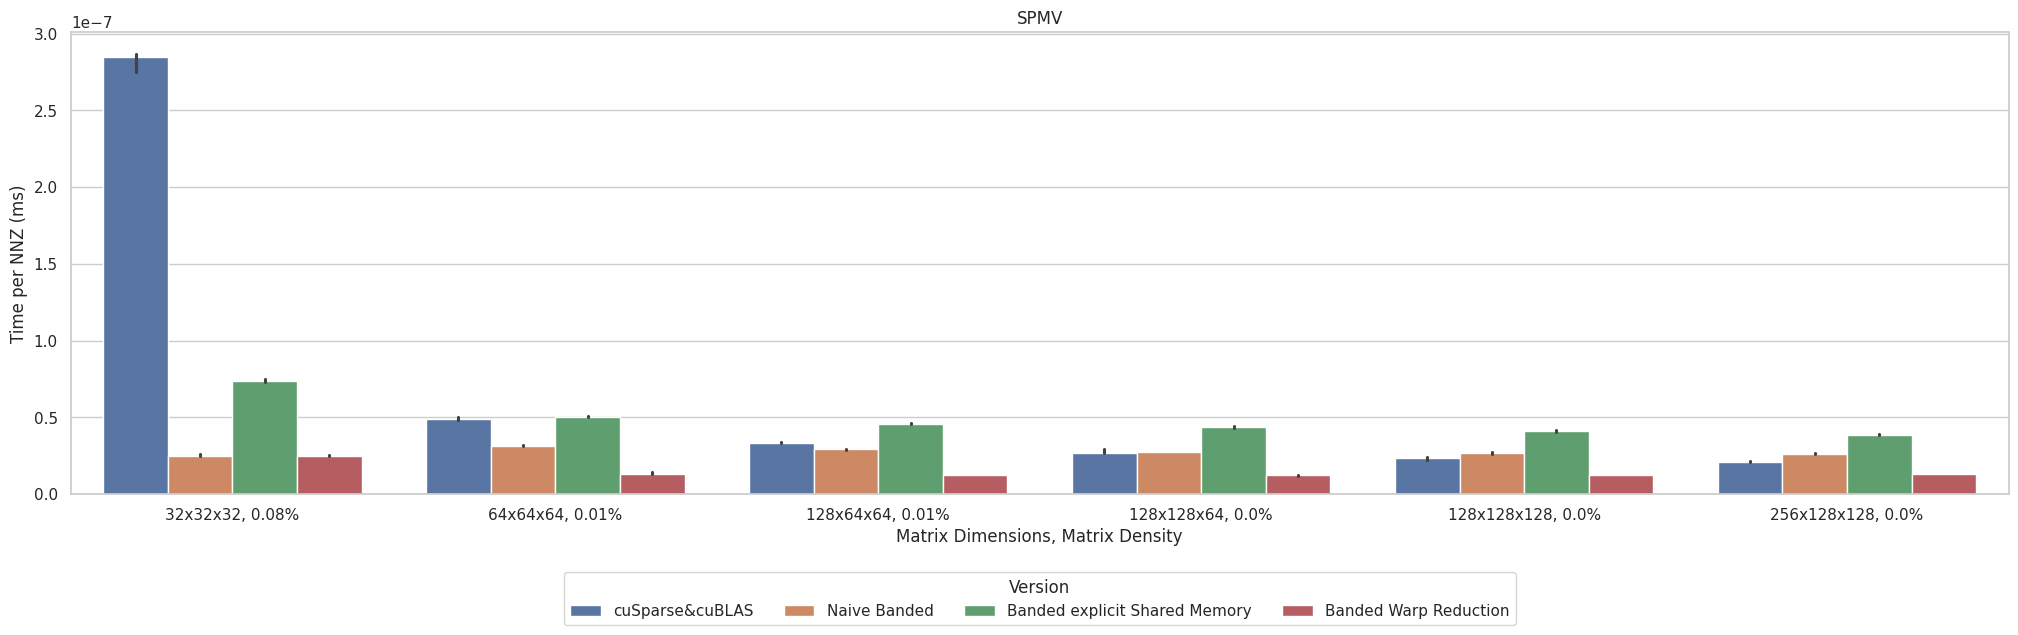 SPMV
1e−7
3.0
2.5
2.0
1.5
1.0
0.5
0.0
Time per NNZ (ms)
32x32x32, 0.08%
64x64x64, 0.01%
128x64x64, 0.01%
128x128x64, 0.0%
128x128x128, 0.0%
256x128x128, 0.0%
Matrix Dimensions, Matrix Density
Version
cuSparse&cuBLAS
Naive Banded
Banded explicit Shared Memory
Banded Warp Reduction